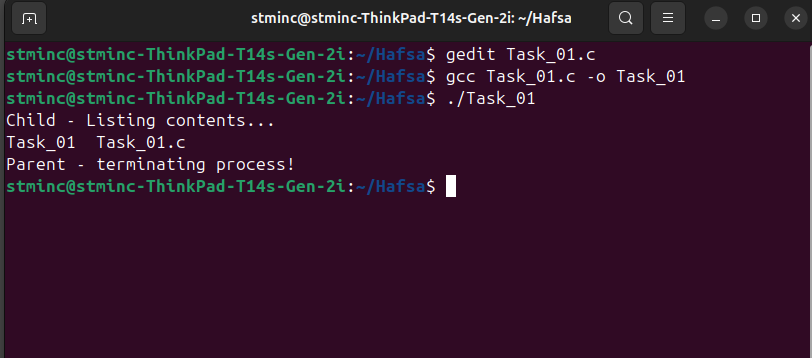 stminc@stminc-ThinkPad-T14s-Gen-2i: ~/Hafsa
stminc@stminc-ThinkPad-T14s-Gen-2i:~/Hafsa$ gedit Task_01.c
stminc@stminc-ThinkPad-T14s-Gen-2i:~/Hafsa$ gcc Task_01.c -o Task_01
stminc@stminc-ThinkPad-T14s-Gen-2i:~/Hafsa$ ./Task_01
Child - Listing contents...
Task_01  Task_01.c
Parent - terminating process!
stminc@stminc-ThinkPad-T14s-Gen-2i:~/Hafsa$